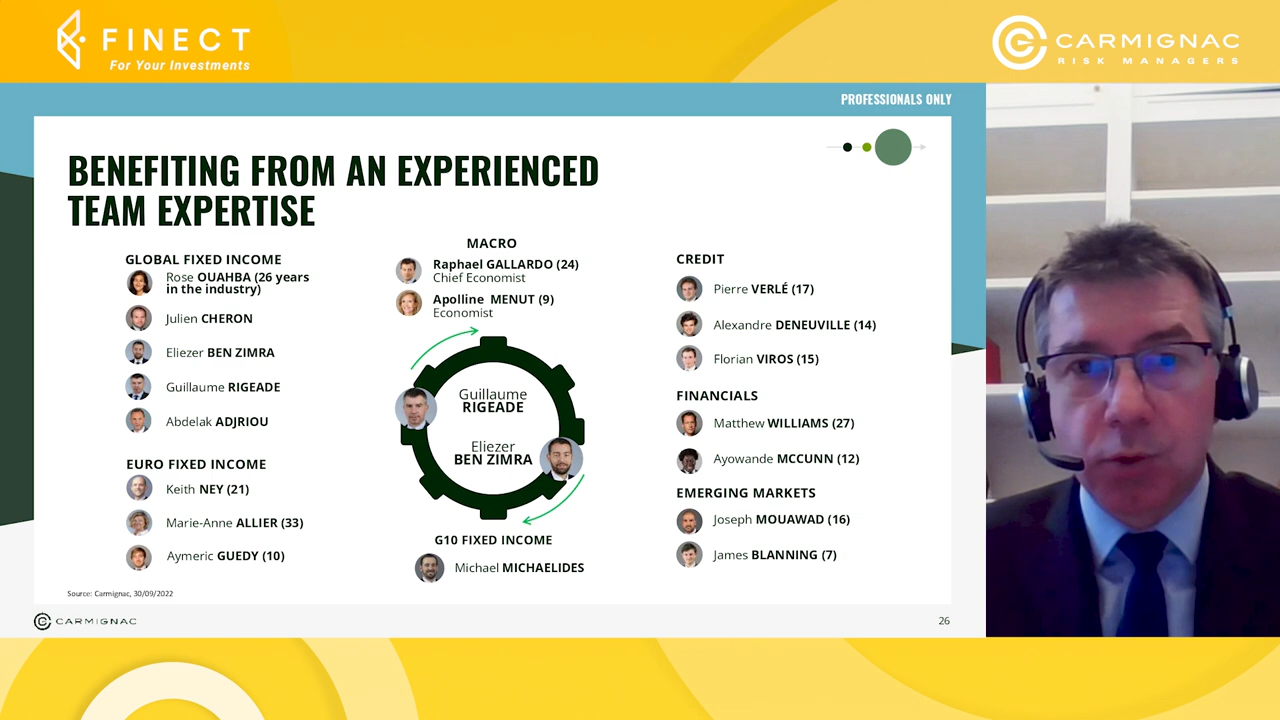 FINECT
For Your Investments
CARMIGNAC
RISK MANAGERS
PROFESSIONALS ONLY
BENEFITING FROM AN EXPERIENCED
TEAM EXPERTISE
GLOBAL FIXED INCOME
Rose OUAHBA (26 years
in the industry)
Julien CHERON
Eliezer BEN ZIMRA
Guillaume RIGEADE
Abdelak ADJRIOU
EURO FIXED INCOME
Keith NEY (21)
Marie-Anne ALLIER (33)
Aymeric GUEDY (10)
MACRO
Raphael GALLARDO (24)
Chief Economist
Apolline MENUT (9)
Economist
Guillaume
RIGEADE
Eliezer
BEN ZIMRA
G10 FIXED INCOME
Michael MICHAELIDES
CREDIT
Pierre VERLÉ (17)
Alexandre DENEUVILLE (14)
Florian VIROS (15)
FINANCIALS
Matthew WILLIAMS (27)
Ayowande MCCUNN (12)
EMERGING MARKETS
Joseph MOUAWAD (16)
James BLANNING (7)
Source: Carmignac, 30/09/2022
CARMIGNAC
26